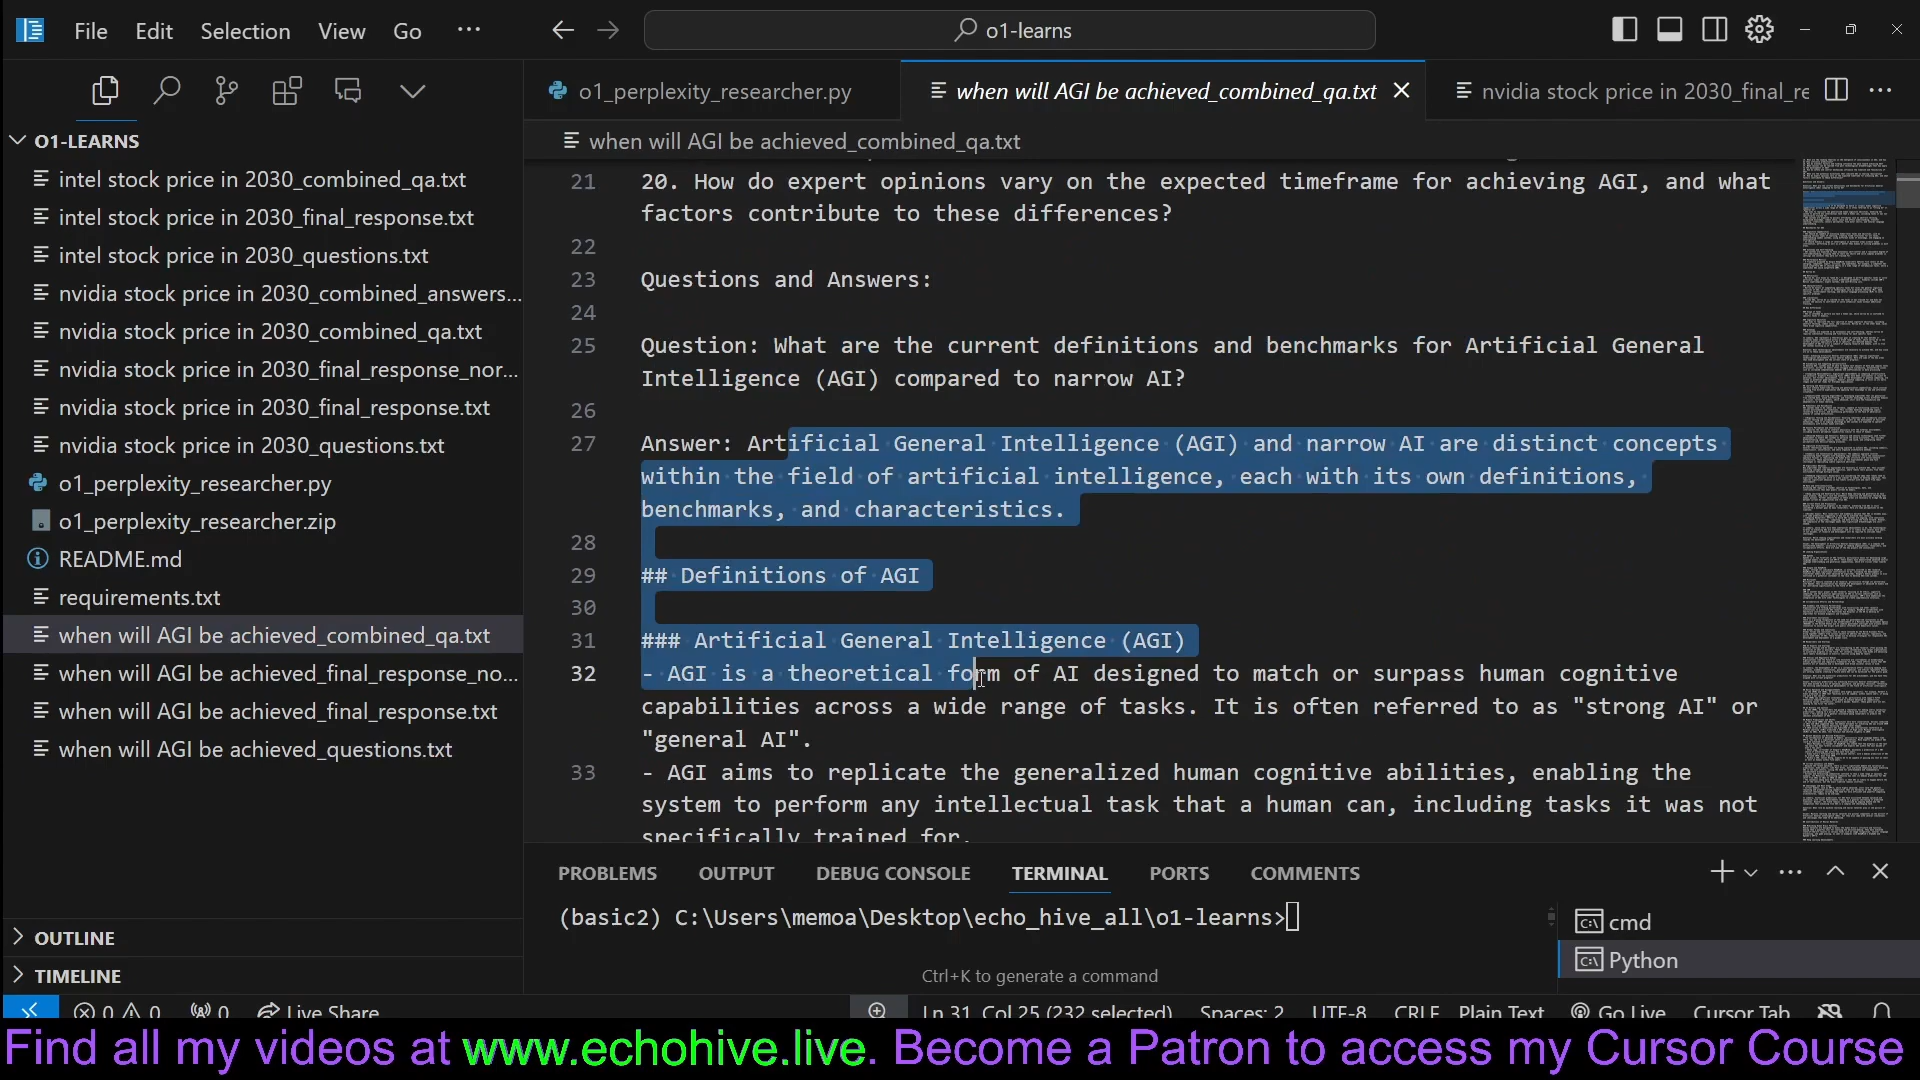 File Edit Selection View Go ··· o1-learns
o1_perplexity_researcher.py when will AGI be achieved_combined_qa.txt nvidia stock price in 2030_final_re
O1-LEARNS
intel stock price in 2030_combined_qa.txt
intel stock price in 2030_final_response.txt
intel stock price in 2030_questions.txt
nvidia stock price in 2030_combined_answers...
nvidia stock price in 2030_combined_qa.txt
nvidia stock price in 2030_final_response_nor...
nvidia stock price in 2030_final_response.txt
nvidia stock price in 2030_questions.txt
o1_perplexity_researcher.py
o1_perplexity_researcher.zip
README.md
requirements.txt
when will AGI be achieved_combined_qa.txt
when will AGI be achieved_final_response_no...
when will AGI be achieved_final_response.txt
when will AGI be achieved_questions.txt
OUTLINE
TIMELINE
when will AGI be achieved_combined_qa.txt
21 20. How do expert opinions vary on the expected timeframe for achieving AGI, and what
factors contribute to these differences?
22
23 Questions and Answers:
24
25 Question: What are the current definitions and benchmarks for Artificial General
Intelligence (AGI) compared to narrow AI?
26
27 Answer: Artificial General Intelligence (AGI) and narrow AI are distinct concepts
within the field of artificial intelligence, each with its own definitions,
benchmarks, and characteristics.
28
29 ## Definitions of AGI
30
31 ### Artificial General Intelligence (AGI)
32 - AGI is a theoretical form of AI designed to match or surpass human cognitive
capabilities across a wide range of tasks. It is often referred to as "strong AI" or
"general AI".
33 - AGI aims to replicate the generalized human cognitive abilities, enabling the
system to perform any intellectual task that a human can, including tasks it was not
specifically trained for.
PROBLEMS OUTPUT DEBUG CONSOLE TERMINAL PORTS COMMENTS
(basic2) C:\Users\memoa\Desktop\echo_hive_all\o1-learns>
cmd
Python
Ctrl+K to generate a command
0 0 0 Live Share Ln 31, Col 25 (232 selected) Spaces: 2 UTF-8 CRLF Plain Text Go Live Cursor Tab
Find all my videos at www.echohive.live. Become a Patron to access my Cursor Course